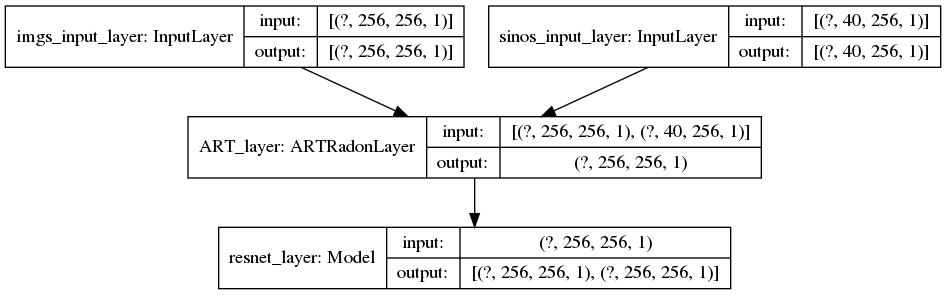 imgs_input_layer: InputLayer
input: [(?, 256, 256, 1)]
output: [(?, 256, 256, 1)]
sinos_input_layer: InputLayer
input: [(?, 40, 256, 1)]
output: [(?, 40, 256, 1)]
ART_layer: ARTRadonLayer
input: [(?, 256, 256, 1), (?, 40, 256, 1)]
output: (?, 256, 256, 1)
resnet_layer: Model
input: (?, 256, 256, 1)
output: [(?, 256, 256, 1), (?, 256, 256, 1)]